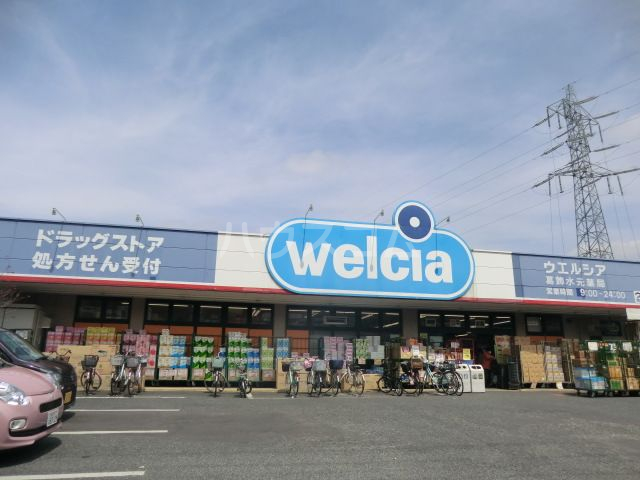 ドラッグストア
処方せん受付
welcia
ウエルシア
葛飾水元薬局
営業時間 9:00~24:00